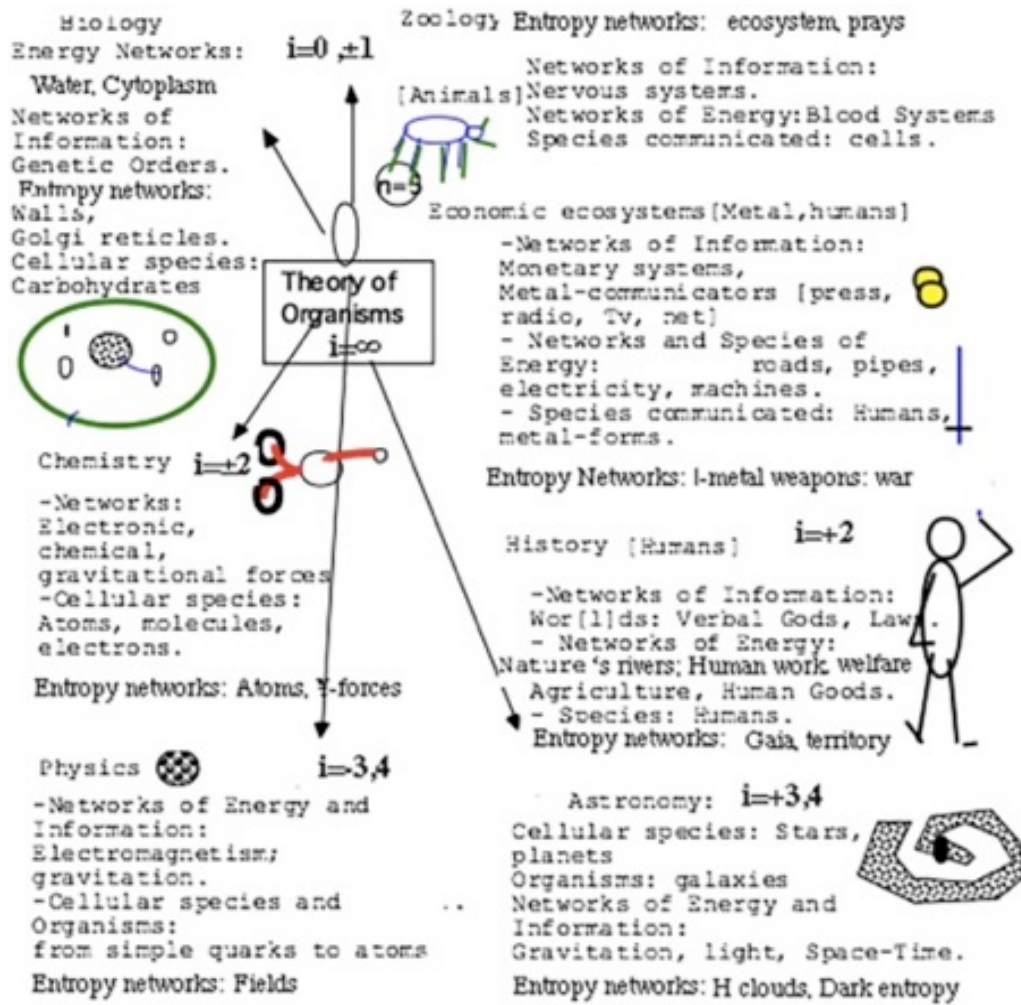 Biology
Energy Networks:
i=0 ,±1
Water, Cytoplasm
Networks of
Information:
Genetic Orders.
Entropy networks:
Walls,
Golgi reticles.
Cellular species:
Carbohydrates
Zoology Entropy networks: ecosystem, prays
[Animals]
Networks of Information:
Nervous systems.
Networks of Energy:Blood Systems
Species communicated: cells.
n=5
Economic ecosystems[Metal,humans]
-Networks of Information:
Monetary systems,
Metal-communicators [press,
radio, Tv, net]
- Networks and Species of
Energy: roads, pipes,
electricity, machines.
- Species communicated: Humans,
metal-forms.
Entropy Networks: I-metal weapons: war
Theory of
Organisms
i=∞
Chemistry i=±2
-Networks:
Electronic,
chemical,
gravitational forces
-Cellular species:
Atoms, molecules,
electrons.
Entropy networks: Atoms, -forces
History [Humans] i=+2
-Networks of Information:
Wor[l]ds: Verbal Gods, Laws.
- Networks of Energy:
Nature's rivers; Human work, welfare
Agriculture, Human Goods.
- Species: Humans.
Entropy networks: Gaia, territory
Physics i=-3,4
-Networks of Energy and
Information:
Electromagnetism;
gravitation.
-Cellular species and ..
Organisms:
from simple quarks to atoms
Entropy networks: Fields
Astronomy: i=+3,4
Cellular species: Stars,
planets
Organisms: galaxies
Networks of Energy and
Information:
Gravitation, light, Space-Time.
Entropy networks: H clouds, Dark entropy